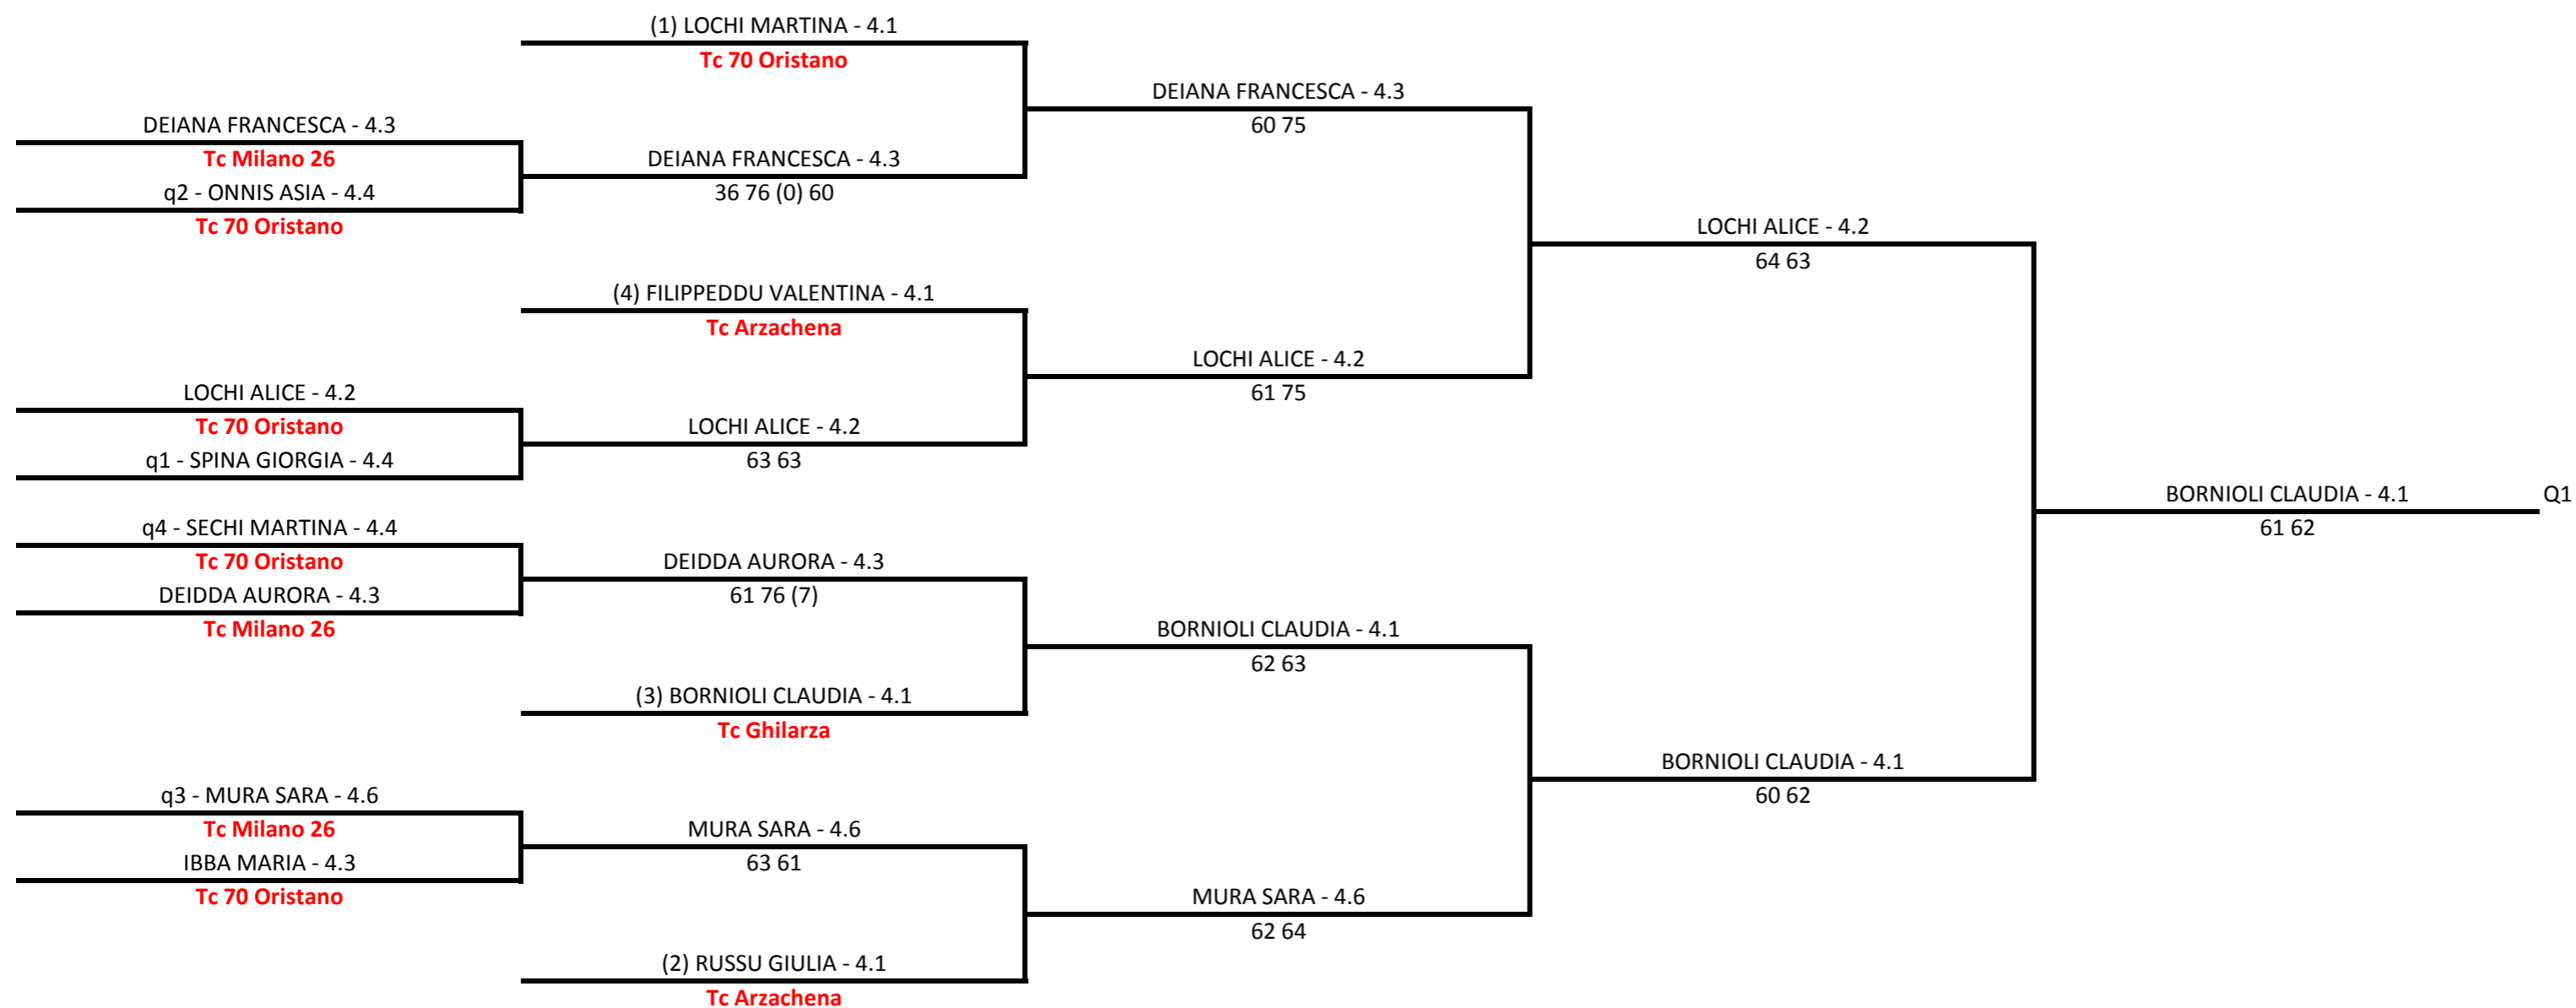 (1) LOCHI MARTINA - 4.1
Tc 70 Oristano
DEIANA FRANCESCA - 4.3
60 75
DEIANA FRANCESCA - 4.3
Tc Milano 26
DEIANA FRANCESCA - 4.3
36 76 (0) 60
q2 - ONNIS ASIA - 4.4
Tc 70 Oristano
LOCHI ALICE - 4.2
64 63
(4) FILIPPEDDU VALENTINA - 4.1
Tc Arzachena
LOCHI ALICE - 4.2
61 75
LOCHI ALICE - 4.2
Tc 70 Oristano
LOCHI ALICE - 4.2
63 63
q1 - SPINA GIORGIA - 4.4
BORNIOLI CLAUDIA - 4.1 Q1
61 62
q4 - SECHI MARTINA - 4.4
Tc 70 Oristano
DEIDDA AURORA - 4.3
61 76 (7)
DEIDDA AURORA - 4.3
Tc Milano 26
BORNIOLI CLAUDIA - 4.1
62 63
(3) BORNIOLI CLAUDIA - 4.1
Tc Ghilarza
BORNIOLI CLAUDIA - 4.1
60 62
q3 - MURA SARA - 4.6
Tc Milano 26
MURA SARA - 4.6
63 61
IBBA MARIA - 4.3
Tc 70 Oristano
MURA SARA - 4.6
62 64
(2) RUSSU GIULIA - 4.1
Tc Arzachena